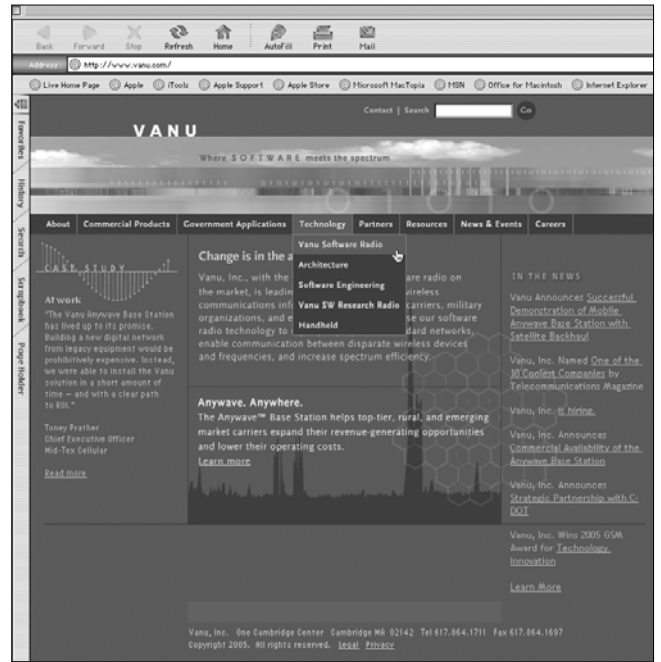 Back Forward Stop Refresh Home AutoFill Print Mail
Address: http://www.vanu.com/
Live Home Page Apple iTools Apple Support Apple Store Microsoft MacTopia MSN Office for Macintosh Internet Explorer
Favorites
History
Search
Scrapbook
Page Holder
Contact | Search Go
VANU
Where SOFTWARE meets the spectrum
01010
About Commercial Products Government Applications Technology Partners Resources News & Events Careers
Vanu Software Radio
Architecture
Software Engineering
Vanu SW Research Radio
Handheld
CASE STUDY
At work
"The Vanu Anywave Base Station
has lived up to its promise.
Building a new digital network
from legacy equipment would be
prohibitively expensive. Instead,
we were able to install the Vanu
solution in a short amount of
time – and with a clear path
to ROI."
Toney Prather
Chief Executive Officer
Mid-Tex Cellular
Read more
Change is in the a
Vanu, Inc., with the are radio on
the market, is leadin ireless
communications inf carriers, military
organizations, and e se our software
radio technology to dard networks,
enable communication between disparate wireless devices
and frequencies, and increase spectrum efficiency.
Anywave. Anywhere.
The Anywave™ Base Station helps top-tier, rural, and emerging
market carriers expand their revenue-generating opportunities
and lower their operating costs.
Learn more
IN THE NEWS
Vanu Announces Successful
Demonstration of Mobile
Anywave Base Station with
Satellite Backhaul
Vanu, Inc. Named One of the
10 Coolest Companies by
Telecommunications Magazine
Vanu, Inc. is hiring.
Vanu, Inc. Announces
Commercial Availability of the
Anywave Base Station
Vanu, Inc. Announces
Strategic Partnership with C-
DOT
Vanu, Inc. Wins 2005 GSM
Award for Technology
Innovation
Learn More
Vanu, Inc. One Cambridge Center Cambridge MA 02142 Tel 617.864.1711 Fax 617.864.1697
Copyright 2005. All rights reserved. Legal Privacy